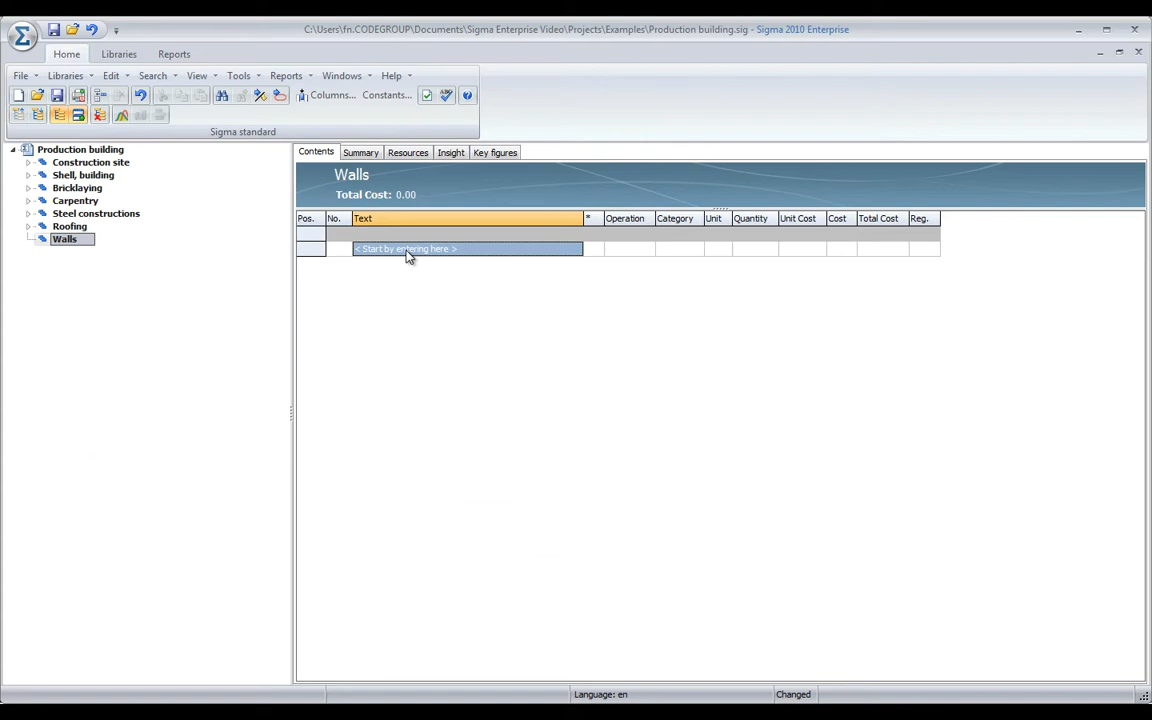 C:\Users\fn.CODEGROUP\Documents\Sigma Enterprise Video\Projects\Examples\Production building.sig - Sigma 2010 Enterprise
Home Libraries Reports
File Libraries Edit Search View Tools Reports Windows Help
Columns... Constants...
Sigma standard
Production building
Construction site
Shell, building
Bricklaying
Carpentry
Steel constructions
Roofing
Walls
Contents Summary Resources Insight Key figures
Walls
Total Cost: 0.00
Pos. No. Text * Operation Category Unit Quantity Unit Cost Cost Total Cost Reg.
< Start by entering here >
Language: en Changed